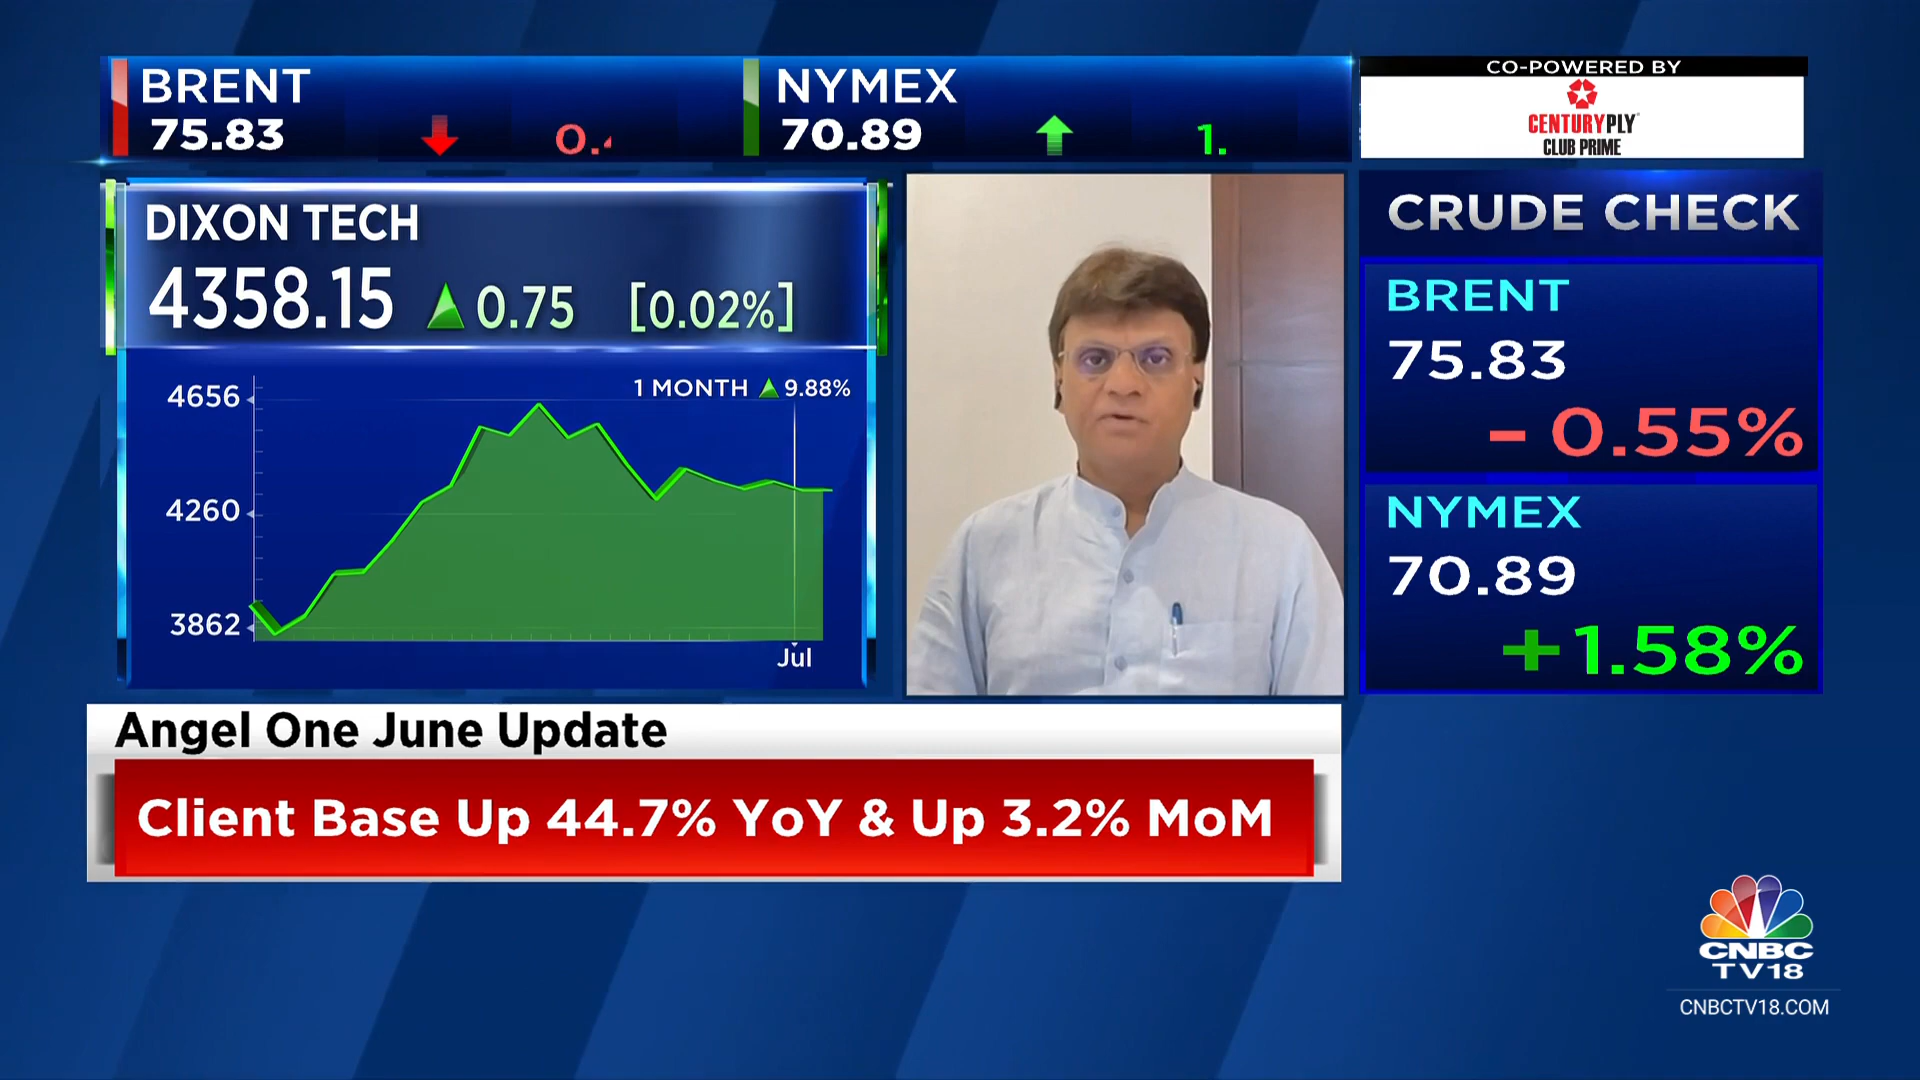 BRENT
75.83
0.
NYMEX
70.89
1.
CO-POWERED BY
CENTURYPLY
CLUB PRIME
DIXON TECH
4358.15 0.75 [0.02%]
1 MONTH 9.88%
4656
4260
3862
Jul
CRUDE CHECK
BRENT
75.83
- 0.55%
NYMEX
70.89
+1.58%
Angel One June Update
Client Base Up 44.7% YoY & Up 3.2% MoM
CNBC
TV18
CNBCTV18.COM